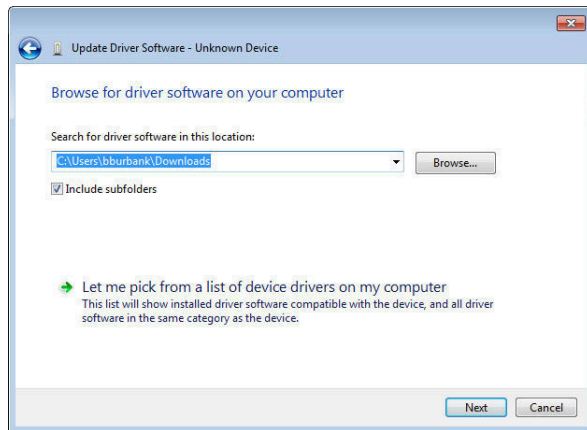 Update Driver Software - Unknown Device
Browse for driver software on your computer
Search for driver software in this location:
C:\Users\bburbank\Downloads
Browse...
Include subfolders
Let me pick from a list of device drivers on my computer
This list will show installed driver software compatible with the device, and all driver
software in the same category as the device.
Next
Cancel